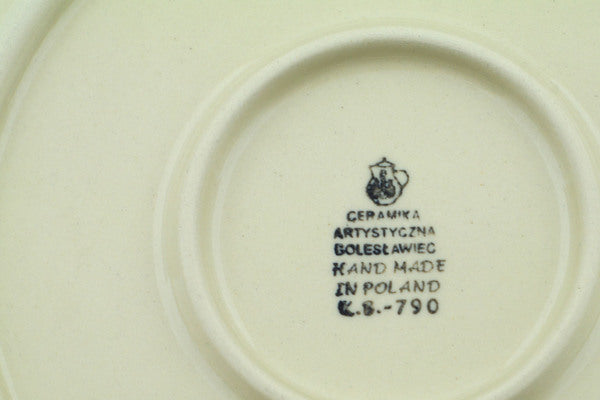 CERAMIKA
ARTYSTYCZNA
BOLESŁAWIEC
HAND MADE
IN POLAND
K.B.-790